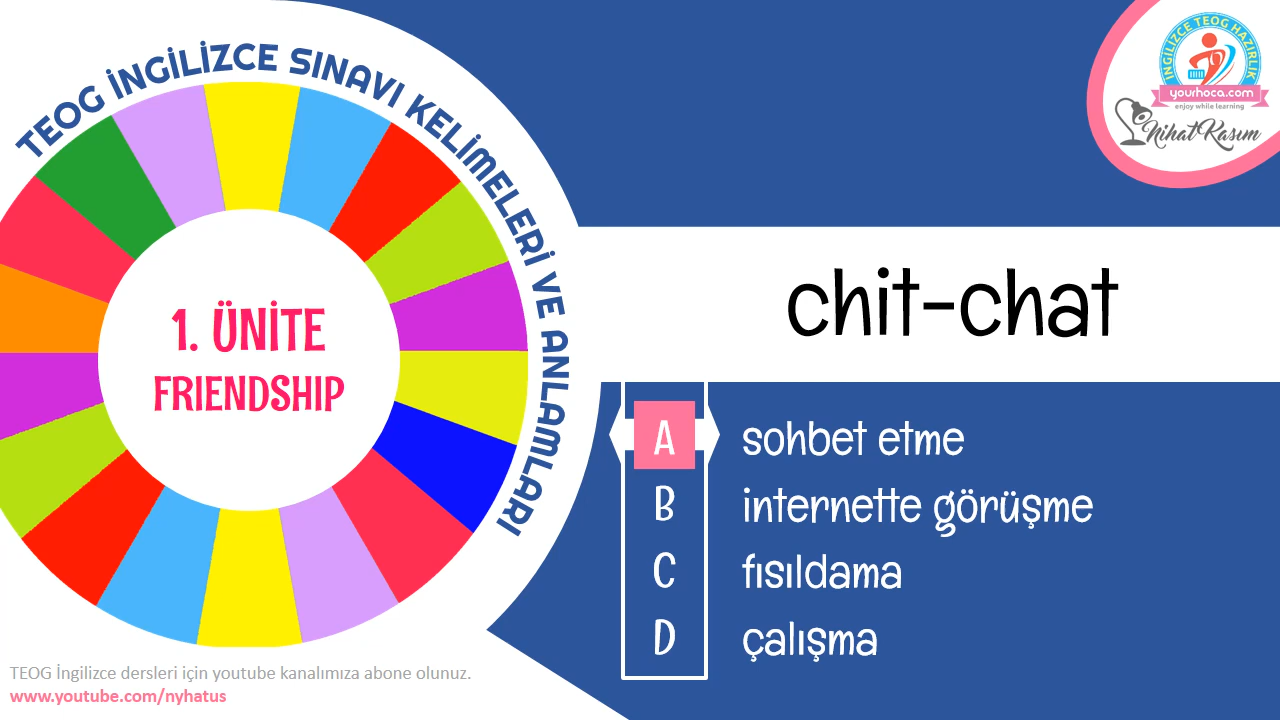 TEOG İNGİLİZCE SINAVI KELİMELERİ VE ANLAMLARI
İNGİLİZCE TEOG HAZIRLIK
yourhoca.com
enjoy while learning
Nihat Kasım
1. ÜNİTE
FRIENDSHIP
chit-chat
A sohbet etme
B internette görüşme
C fısıldama
D çalışma
TEOG İngilizce dersleri için youtube kanalımıza abone olunuz.
www.youtube.com/nyhatus